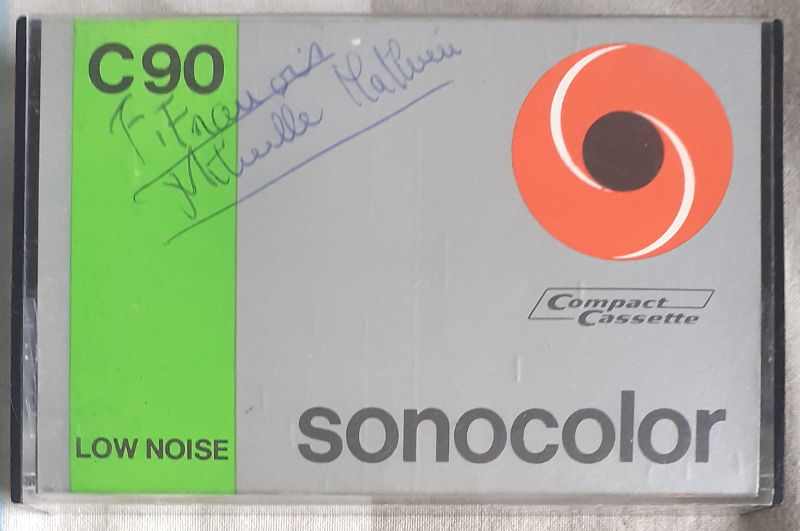 C90
F. François
Mireille Mathieu
Compact
Cassette
LOW NOISE
sonocolor